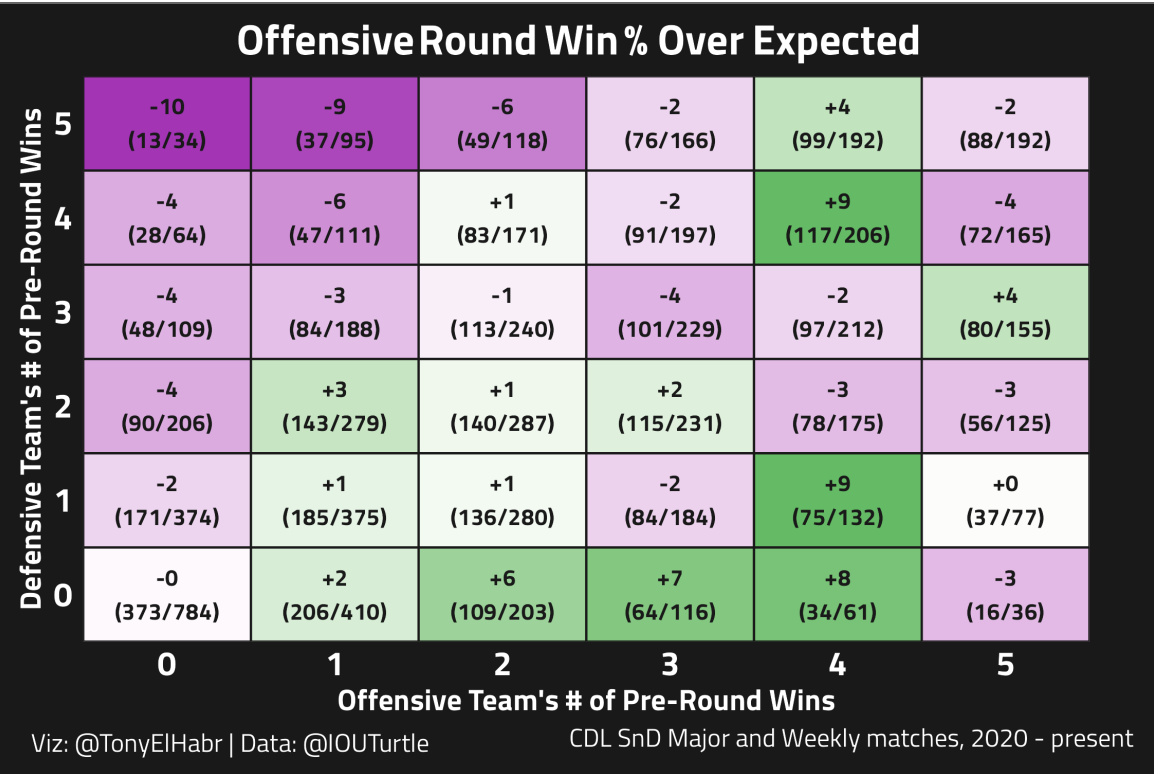 Offensive Round Win % Over Expected
Defensive Team's # of Pre-Round Wins
5
-10 -9 -6 -2 +4 -2
(13/34) (37/95) (49/118) (76/166) (99/192) (88/192)
4
-4 -6 +1 -2 +9 -4
(28/64) (47/111) (83/171) (91/197) (117/206) (72/165)
3
-4 -3 -1 -4 -2 +4
(48/109) (84/188) (113/240) (101/229) (97/212) (80/155)
2
-4 +3 +1 +2 -3 -3
(90/206) (143/279) (140/287) (115/231) (78/175) (56/125)
1
-2 +1 +1 -2 +9 +0
(171/374) (185/375) (136/280) (84/184) (75/132) (37/77)
0
-0 +2 +6 +7 +8 -3
(373/784) (206/410) (109/203) (64/116) (34/61) (16/36)
0 1 2 3 4 5
Offensive Team's # of Pre-Round Wins
Viz: @TonyElHabr | Data: @IOUTurtle
CDL SnD Major and Weekly matches, 2020 - present